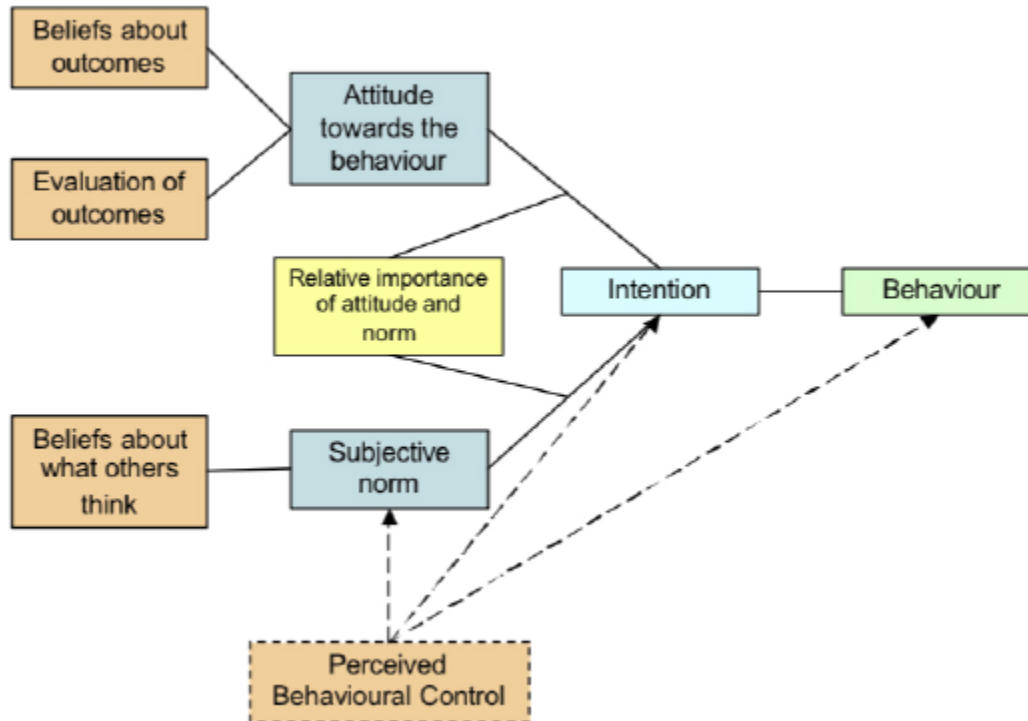 Beliefs about
outcomes
Attitude
towards the
behaviour
Evaluation of
outcomes
Relative importance
of attitude and
norm
Intention
Behaviour
Beliefs about
what others
think
Subjective
norm
Perceived
Behavioural Control